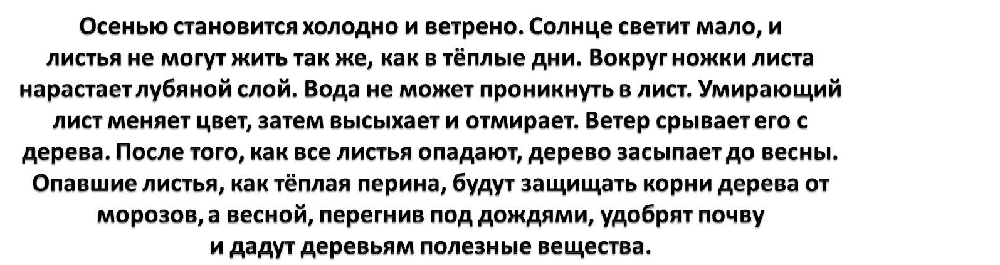 Осенью становится холодно и ветрено. Солнце светит мало, и
листья не могут жить так же, как в тёплые дни. Вокруг ножки листа
нарастает лубяной слой. Вода не может проникнуть в лист. Умирающий
лист меняет цвет, затем высыхает и отмирает. Ветер срывает его с
дерева. После того, как все листья опадают, дерево засыпает до весны.
Опавшие листья, как тёплая перина, будут защищать корни дерева от
морозов, а весной, перегнив под дождями, удобрят почву
и дадут деревьям полезные вещества.